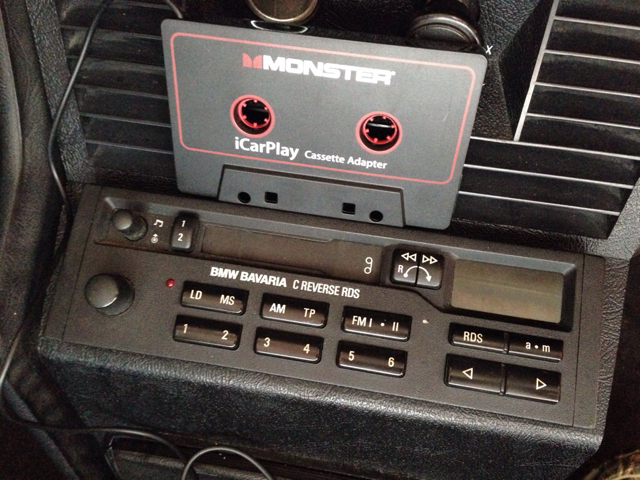 MONSTER
iCarPlay Cassette Adapter
1
2
R
BMW BAVARIA C REVERSE RDS
LD MS
AM TP
FM I • II
RDS
a•m
1 2
3 4
5 6